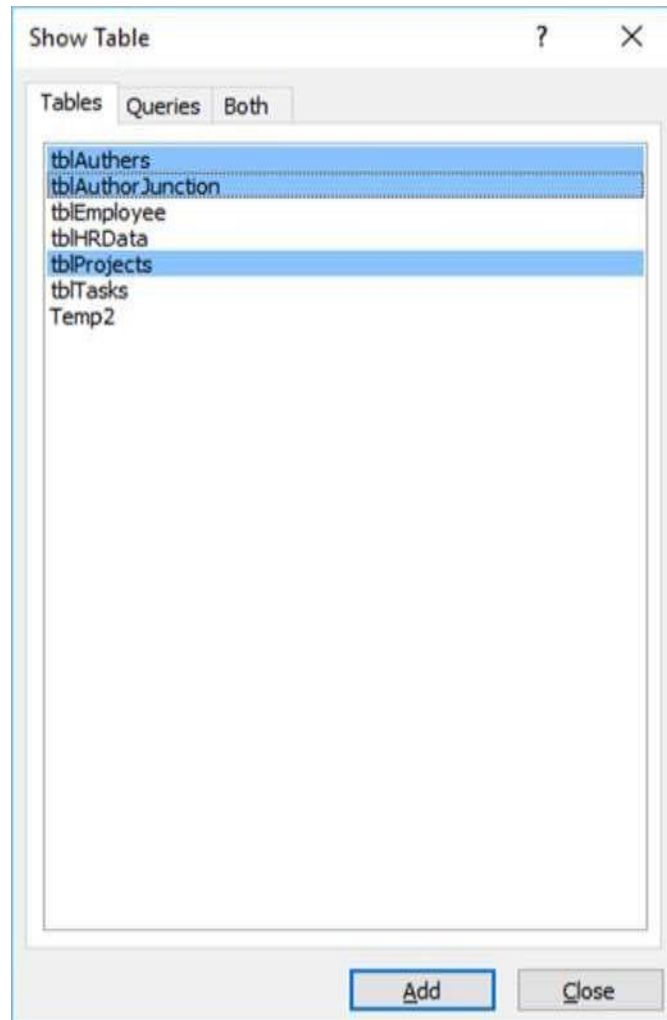 Show Table ? ×
Tables Queries Both
tblAuthers
tblAuthorJunction
tblEmployee
tblHRData
tblProjects
tblTasks
Temp2
Add Close